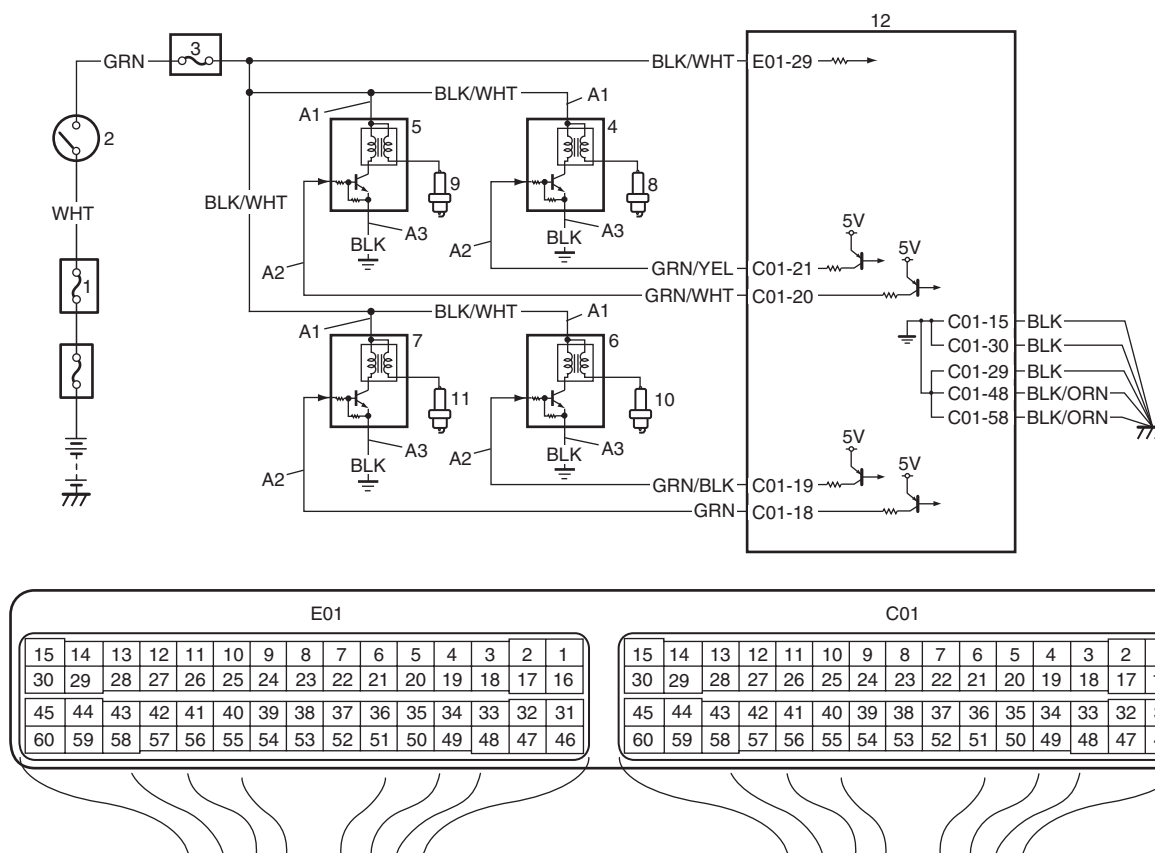 12
GRN
3
BLK/WHT
E01-29
BLK/WHT
A1
A1
5
4
2
9
8
BLK/WHT
WHT
5V
5V
A3
A3
BLK
BLK
A2
A2
GRN/YEL
C01-21
1
GRN/WHT
C01-20
BLK/WHT
A1
A1
C01-15
BLK
7
6
C01-30
BLK
C01-29
BLK
11
10
C01-48
BLK/ORN
C01-58
BLK/ORN
5V
A3
A3
BLK
BLK
A2
5V
A2
GRN/BLK
C01-19
GRN
C01-18
E01
15 14 13 12 11 10 9 8 7 6 5 4 3 2 1
30 29 28 27 26 25 24 23 22 21 20 19 18 17 16
45 44 43 42 41 40 39 38 37 36 35 34 33 32 31
60 59 58 57 56 55 54 53 52 51 50 49 48 47 46
C01
15 14 13 12 11 10 9 8 7 6 5 4 3 2
30 29 28 27 26 25 24 23 22 21 20 19 18 17
45 44 43 42 41 40 39 38 37 36 35 34 33 32
60 59 58 57 56 55 54 53 52 51 50 49 48 47